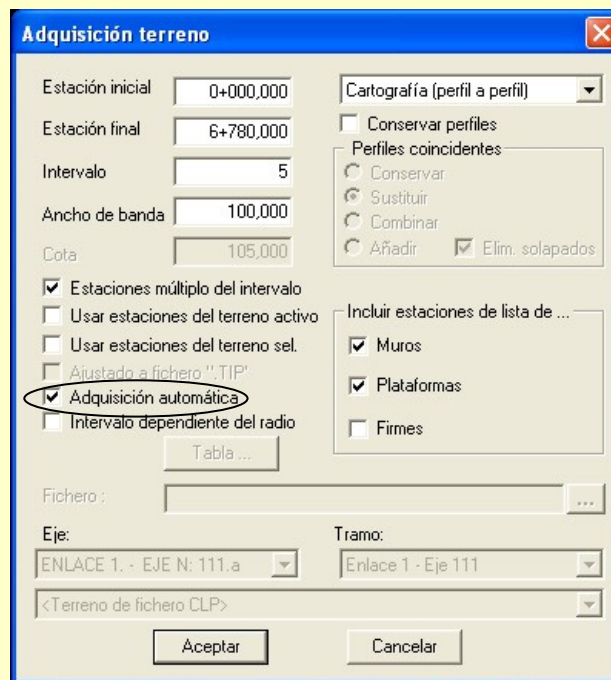 Adquisición terreno
Estación inicial 0+000,000
Estación final 6+780,000
Intervalo 5
Ancho de banda 100,000
Cota 105,000
Estaciones múltiplo del intervalo
Usar estaciones del terreno activo
Usar estaciones del terreno sel.
Ajustado a fichero ".TIP'
Adquisición automática
Intervalo dependiente del radio
Tabla ...
Cartografía (perfil a perfil)
Conservar perfiles
Perfiles coincidentes
Conservar
Sustituir
Combinar
Añadir Elim. solapados
Incluir estaciones de lista de ...
Muros
Plataformas
Firmes
Fichero : ...
Eje: Tramo:
ENLACE 1. - EJE N: 111.a Enlace 1 - Eje 111
<Terreno de fichero CLP>
Aceptar Cancelar